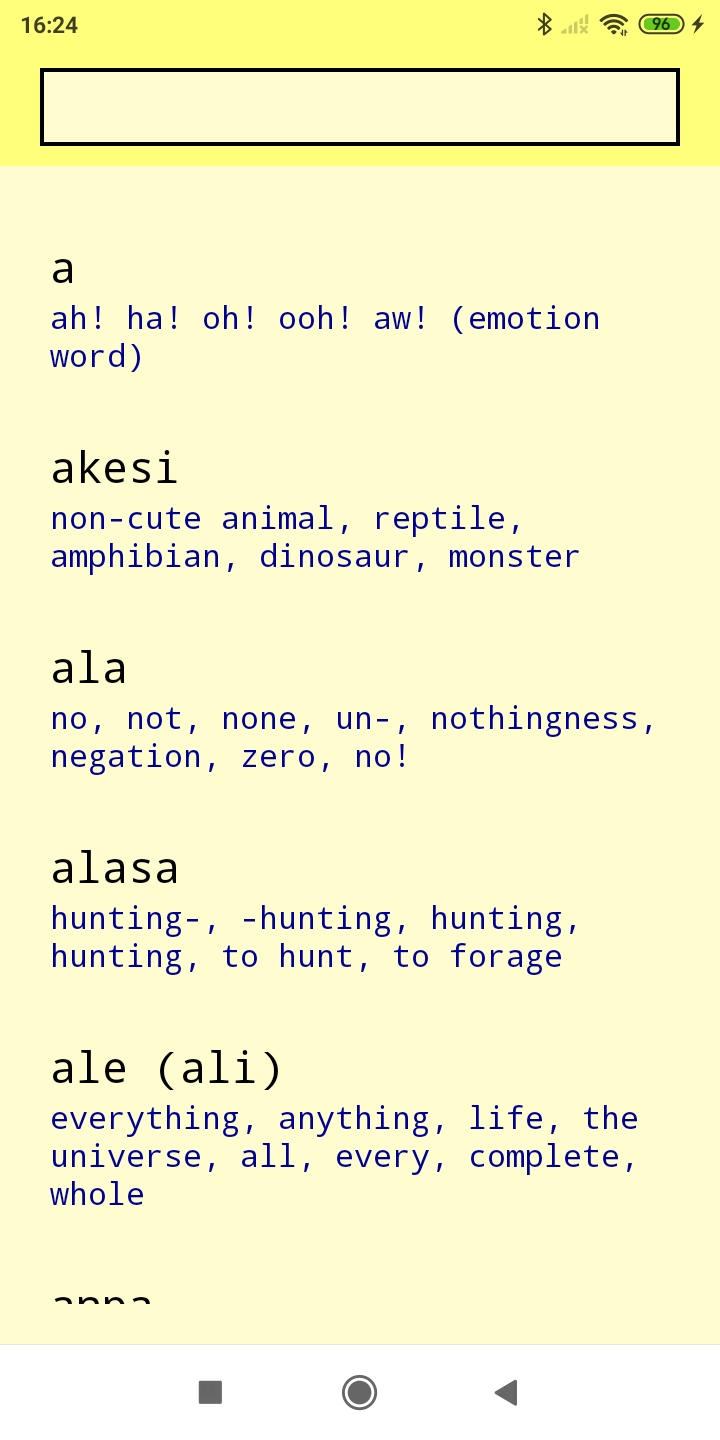 16:24
96
a
ah! ha! oh! ooh! aw! (emotion
word)
akesi
non-cute animal, reptile,
amphibian, dinosaur, monster
ala
no, not, none, un-, nothingness,
negation, zero, no!
alasa
hunting-, -hunting, hunting,
hunting, to hunt, to forage
ale (ali)
everything, anything, life, the
universe, all, every, complete,
whole